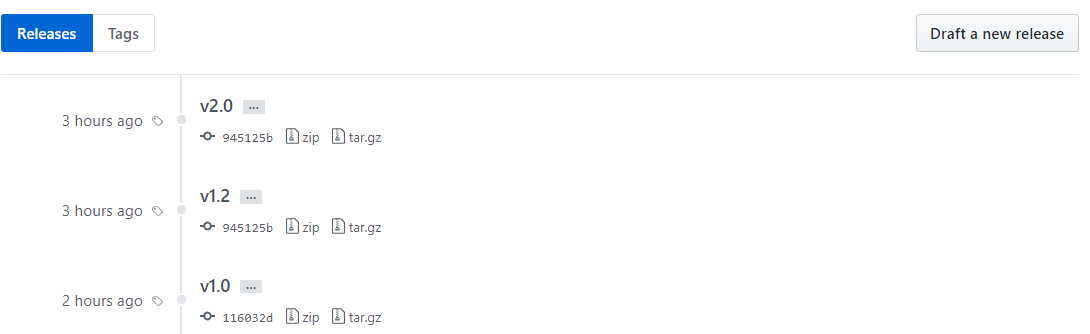 Releases Tags Draft a new release
v2.0 ...
3 hours ago
945125b zip tar.gz
v1.2 ...
3 hours ago
945125b zip tar.gz
v1.0 ...
2 hours ago
116032d zip tar.gz